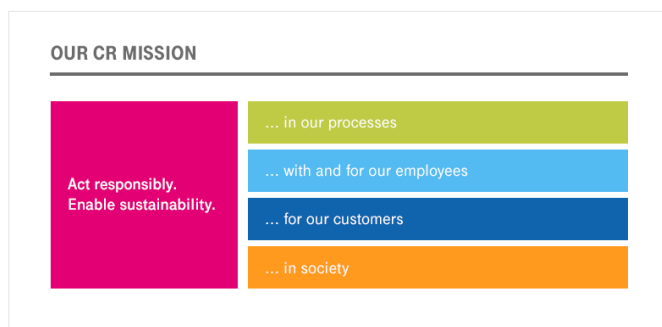 OUR CR MISSION
Act responsibly.
Enable sustainability.
... in our processes
... with and for our employees
... for our customers
... in society